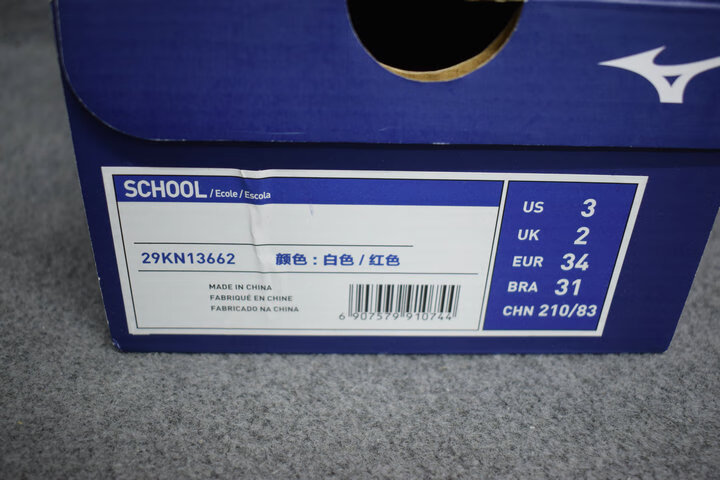 SCHOOL / Ecole / Escola
29KN13662 颜色：白色/红色
MADE IN CHINA
FABRIQUÉ EN CHINE
FABRICADO NA CHINA
6 907579 910744
US 3
UK 2
EUR 34
BRA 31
CHN 210/83